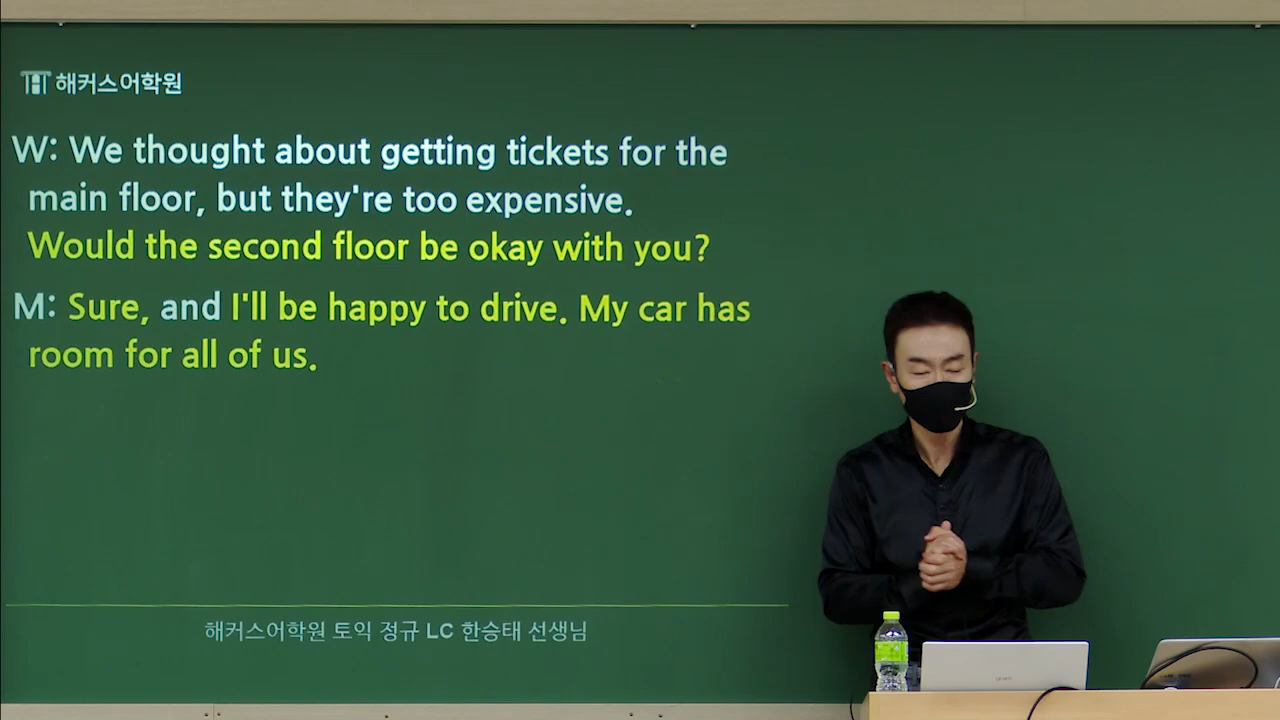 해커스어학원
W: We thought about getting tickets for the
main floor, but they're too expensive.
Would the second floor be okay with you?
M: Sure, and I'll be happy to drive. My car has
room for all of us.
해커스어학원 토익 정규 LC 한승태 선생님
gram